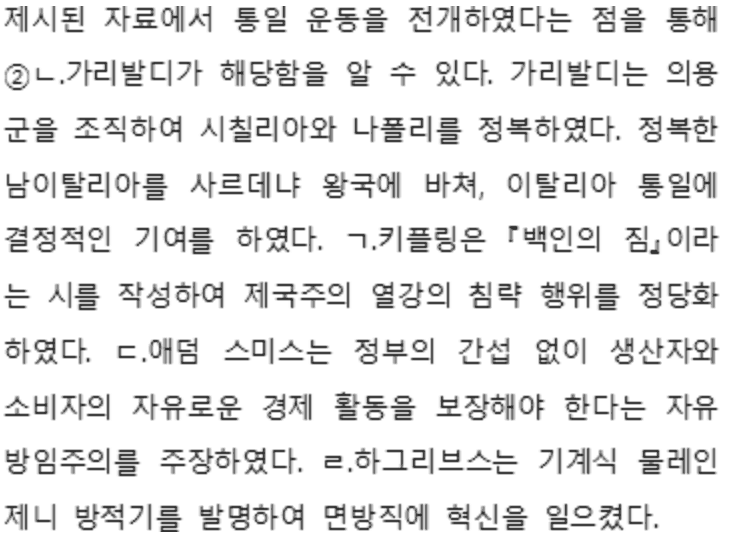 제시된 자료에서 통일 운동을 전개하였다는 점을 통해
②ㄴ.가리발디가 해당함을 알 수 있다. 가리발디는 의용
군을 조직하여 시칠리아와 나폴리를 정복하였다. 정복한
남이탈리아를 사르데냐 왕국에 바쳐, 이탈리아 통일에
결정적인 기여를 하였다. ㄱ.키플링은 『백인의 짐』이라
는 시를 작성하여 제국주의 열강의 침략 행위를 정당화
하였다. ㄷ.애덤 스미스는 정부의 간섭 없이 생산자와
소비자의 자유로운 경제 활동을 보장해야 한다는 자유
방임주의를 주장하였다. ㄹ.하그리브스는 기계식 물레인
제니 방적기를 발명하여 면방직에 혁신을 일으켰다.